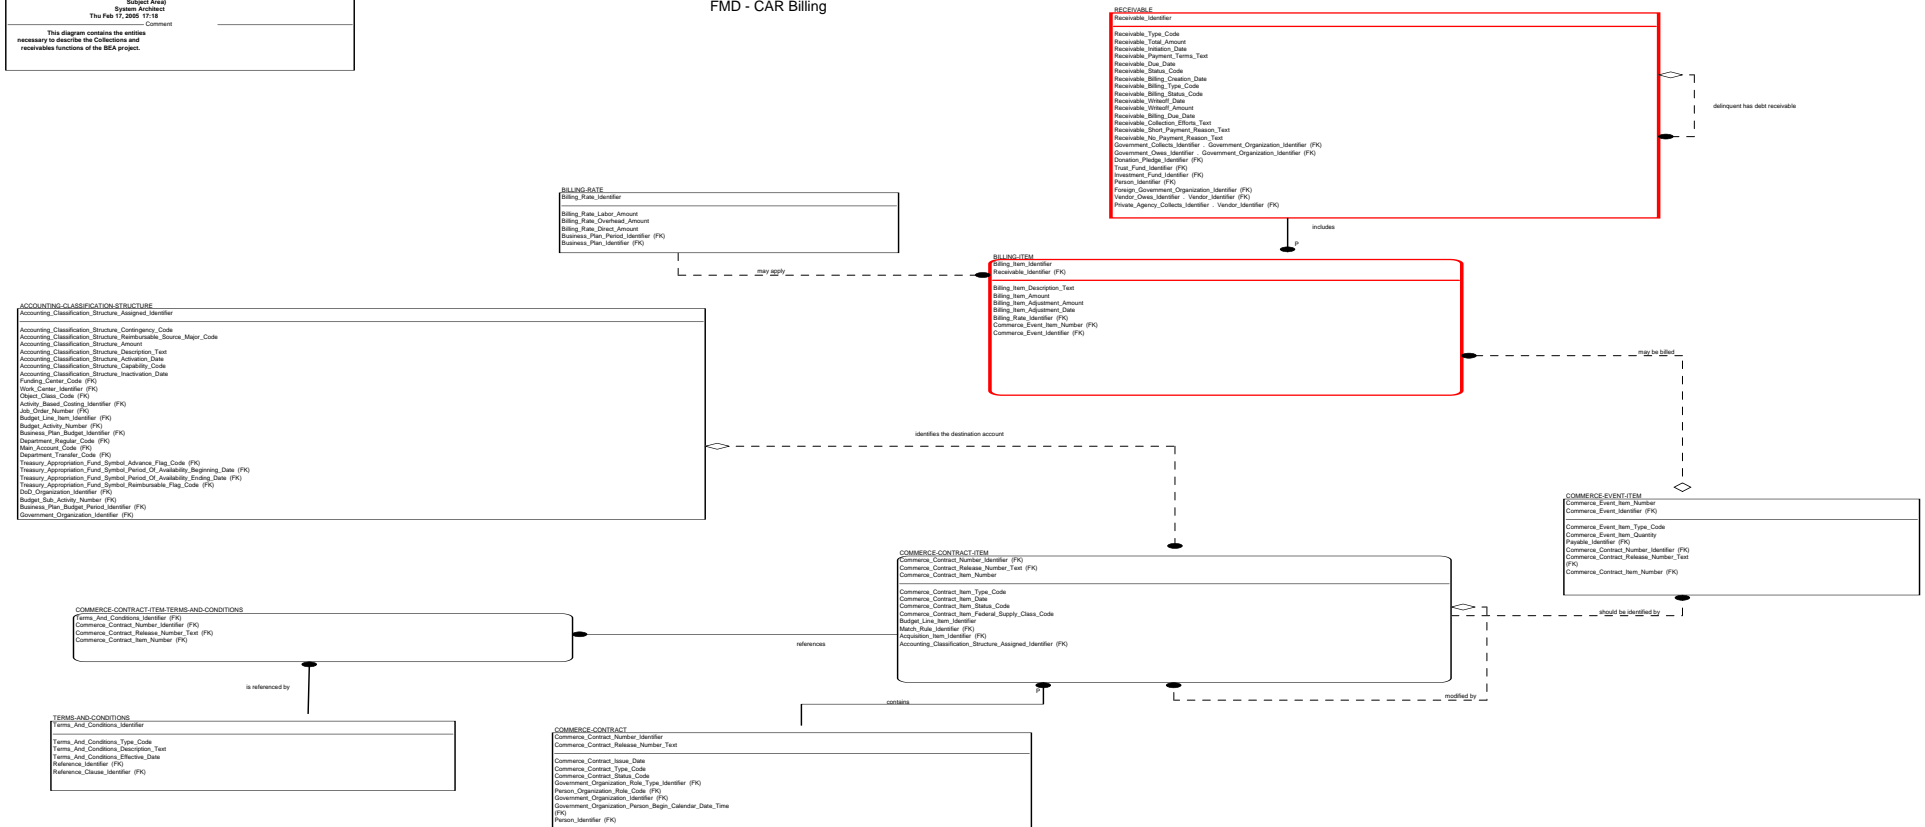 Subject Area)
System Architect
Thu Feb 17, 2005 17:18
Comment
This diagram contains the entities
necessary to describe the Collections and
receivables functions of the BEA project.
FMD - CAR Billing
RECEIVABLE
Receivable_Identifier
Receivable_Type_Code
Receivable_Total_Amount
Receivable_Initiation_Date
Receivable_Payment_Terms_Text
Receivable_Due_Date
Receivable_Status_Code
Receivable_Billing_Creation_Date
Receivable_Billing_Type_Code
Receivable_Billing_Status_Code
Receivable_Writeoff_Date
Receivable_Writeoff_Amount
Receivable_Billing_Due_Date
Receivable_Collection_Efforts_Text
Receivable_Short_Payment_Reason_Text
Receivable_No_Payment_Reason_Text
Government_Collects_Identifier . Government_Organization_Identifier (FK)
Government_Owes_Identifier . Government_Organization_Identifier (FK)
Donation_Pledge_Identifier (FK)
Trust_Fund_Identifier (FK)
Investment_Fund_Identifier (FK)
Person_Identifier (FK)
Foreign_Government_Organization_Identifier (FK)
Vendor_Owes_Identifier . Vendor_Identifier (FK)
Private_Agency_Collects_Identifier . Vendor_Identifier (FK)
delinquent has debt receivable
includes
P
BILLING-RATE
Billing_Rate_Identifier
Billing_Rate_Labor_Amount
Billing_Rate_Overhead_Amount
Billing_Rate_Direct_Amount
Business_Plan_Period_Identifier (FK)
Business_Plan_Identifier (FK)
may apply
BILLING-ITEM
Billing_Item_Identifier
Receivable_Identifier (FK)
Billing_Item_Description_Text
Billing_Item_Amount
Billing_Item_Adjustment_Amount
Billing_Item_Adjustment_Date
Billing_Rate_Identifier (FK)
Commerce_Event_Item_Number (FK)
Commerce_Event_Identifier (FK)
may be billed
ACCOUNTING-CLASSIFICATION-STRUCTURE
Accounting_Classification_Structure_Assigned_Identifier
Accounting_Classification_Structure_Contingency_Code
Accounting_Classification_Structure_Reimbursable_Source_Major_Code
Accounting_Classification_Structure_Amount
Accounting_Classification_Structure_Description_Text
Accounting_Classification_Structure_Activation_Date
Accounting_Classification_Structure_Capability_Code
Accounting_Classification_Structure_Inactivation_Date
Funding_Center_Code (FK)
Work_Center_Identifier (FK)
Object_Class_Code (FK)
Activity_Based_Costing_Identifier (FK)
Job_Order_Number (FK)
Budget_Line_Item_Identifier (FK)
Budget_Activity_Number (FK)
Business_Plan_Budget_Identifier (FK)
Department_Regular_Code (FK)
Main_Account_Code (FK)
Department_Transfer_Code (FK)
Treasury_Appropriation_Fund_Symbol_Advance_Flag_Code (FK)
Treasury_Appropriation_Fund_Symbol_Period_Of_Availability_Beginning_Date (FK)
Treasury_Appropriation_Fund_Symbol_Period_Of_Availability_Ending_Date (FK)
Treasury_Appropriation_Fund_Symbol_Reimbursable_Flag_Code (FK)
DoD_Organization_Identifier (FK)
Budget_Sub_Activity_Number (FK)
Business_Plan_Budget_Period_Identifier (FK)
Government_Organization_Identifier (FK)
identifies the destination account
COMMERCE-EVENT-ITEM
Commerce_Event_Item_Number
Commerce_Event_Identifier (FK)
Commerce_Event_Item_Type_Code
Commerce_Event_Item_Quantity
Payable_Identifier (FK)
Commerce_Contract_Number_Identifier (FK)
Commerce_Contract_Release_Number_Text
(FK)
Commerce_Contract_Item_Number (FK)
should be identified by
COMMERCE-CONTRACT-ITEM
Commerce_Contract_Number_Identifier (FK)
Commerce_Contract_Release_Number_Text (FK)
Commerce_Contract_Item_Number
Commerce_Contract_Item_Type_Code
Commerce_Contract_Item_Date
Commerce_Contract_Item_Status_Code
Commerce_Contract_Item_Federal_Supply_Class_Code
Budget_Line_Item_Identifier
Match_Rule_Identifier (FK)
Acquisition_Item_Identifier (FK)
Accounting_Classification_Structure_Assigned_Identifier (FK)
modified by
COMMERCE-CONTRACT-ITEM-TERMS-AND-CONDITIONS
Terms_And_Conditions_Identifier (FK)
Commerce_Contract_Number_Identifier (FK)
Commerce_Contract_Release_Number_Text (FK)
Commerce_Contract_Item_Number (FK)
references
is referenced by
P
contains
TERMS-AND-CONDITIONS
Terms_And_Conditions_Identifier
Terms_And_Conditions_Type_Code
Terms_And_Conditions_Description_Text
Terms_And_Conditions_Effective_Date
Reference_Identifier (FK)
Reference_Clause_Identifier (FK)
COMMERCE-CONTRACT
Commerce_Contract_Number_Identifier
Commerce_Contract_Release_Number_Text
Commerce_Contract_Issue_Date
Commerce_Contract_Type_Code
Commerce_Contract_Status_Code
Government_Organization_Role_Type_Identifier (FK)
Person_Organization_Role_Code (FK)
Government_Organization_Identifier (FK)
Government_Organization_Person_Begin_Calendar_Date_Time
(FK)
Person_Identifier (FK)